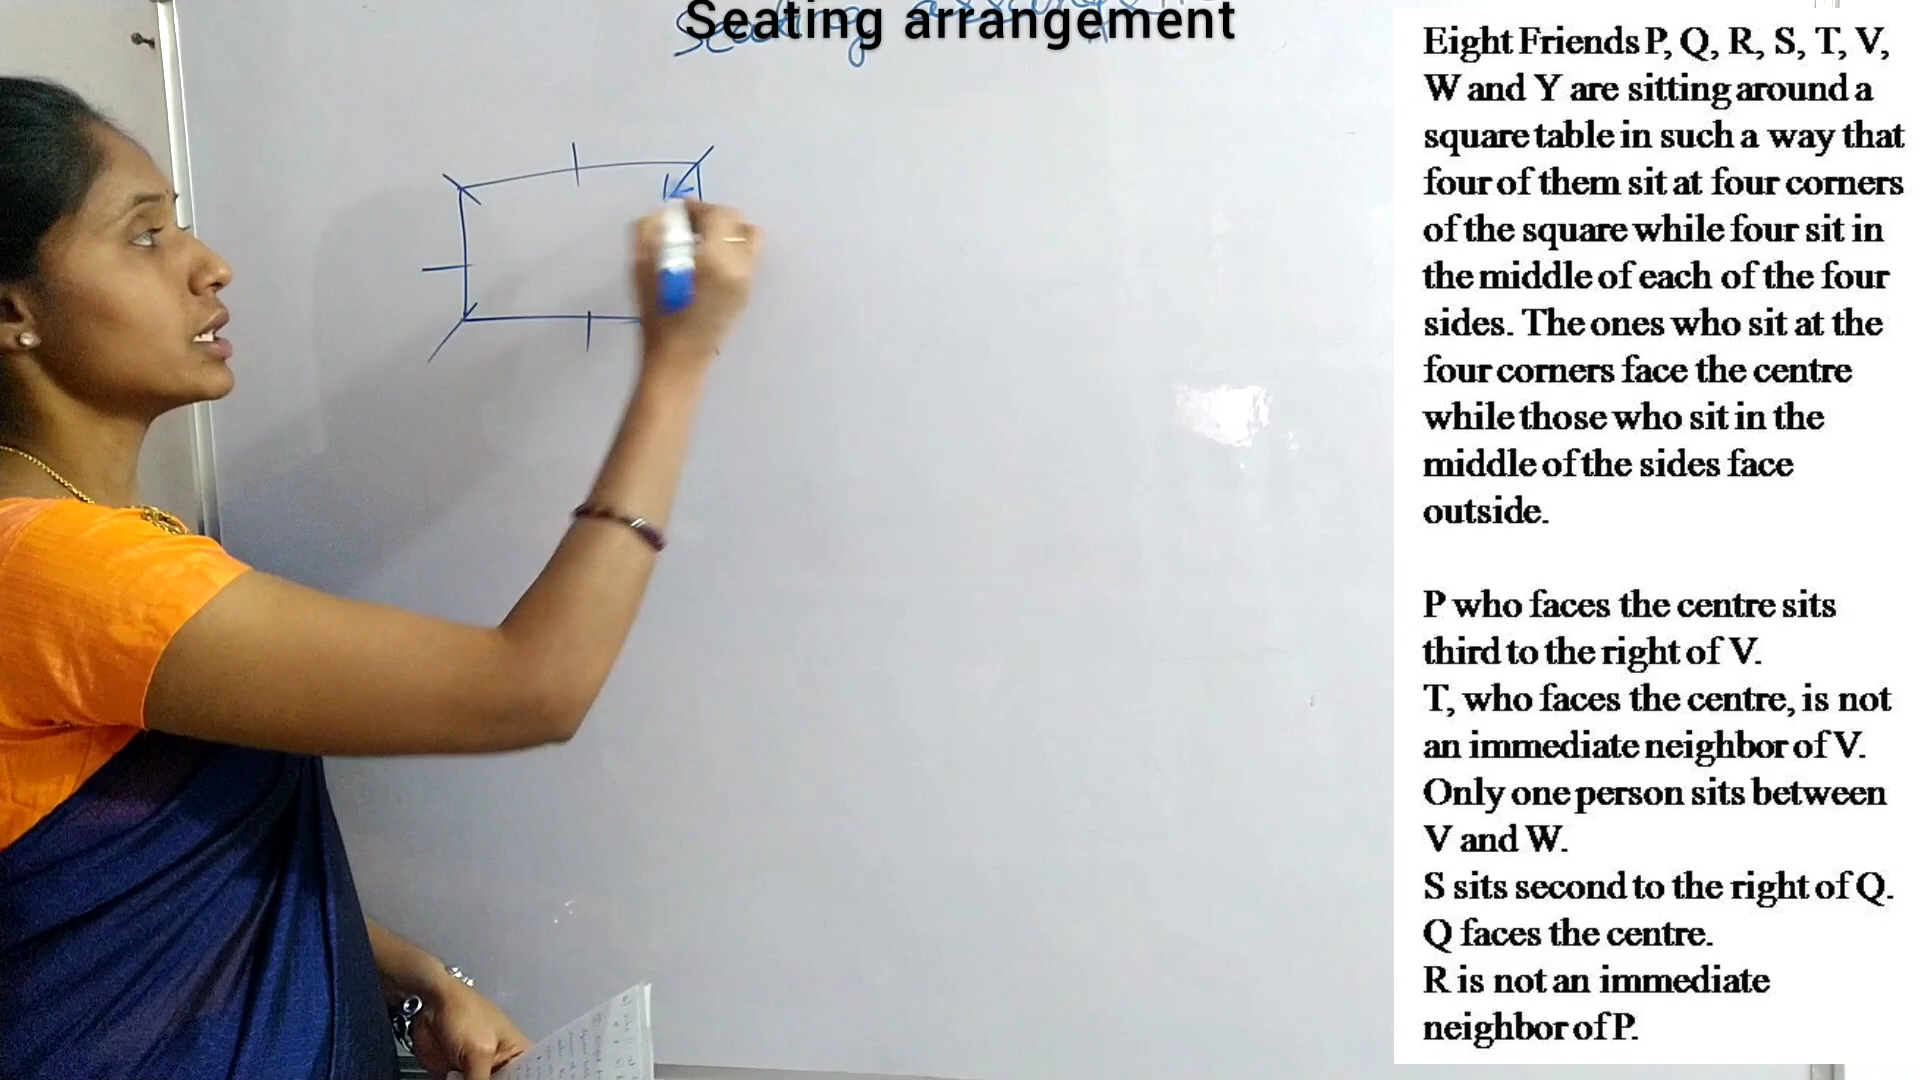 Seating arrangement
Seating
Eight Friends P, Q, R, S, T, V,
W and Y are sitting around a
square table in such a way that
four of them sit at four corners
of the square while four sit in
the middle of each of the four
sides. The ones who sit at the
four corners face the centre
while those who sit in the
middle of the sides face
outside.
P who faces the centre sits
third to the right of V.
T, who faces the centre, is not
an immediate neighbor of V.
Only one person sits between
V and W.
S sits second to the right of Q.
Q faces the centre.
R is not an immediate
neighbor of P.